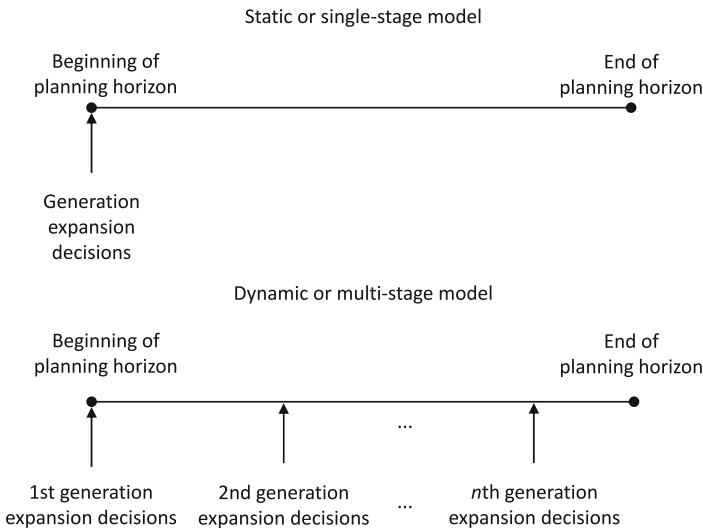 Static or single-stage model
Beginning of
planning horizon
End of
planning horizon
Generation
expansion
decisions
Dynamic or multi-stage model
Beginning of
planning horizon
End of
planning horizon
...
1st generation
expansion decisions
2nd generation
expansion decisions
...
nth generation
expansion decisions